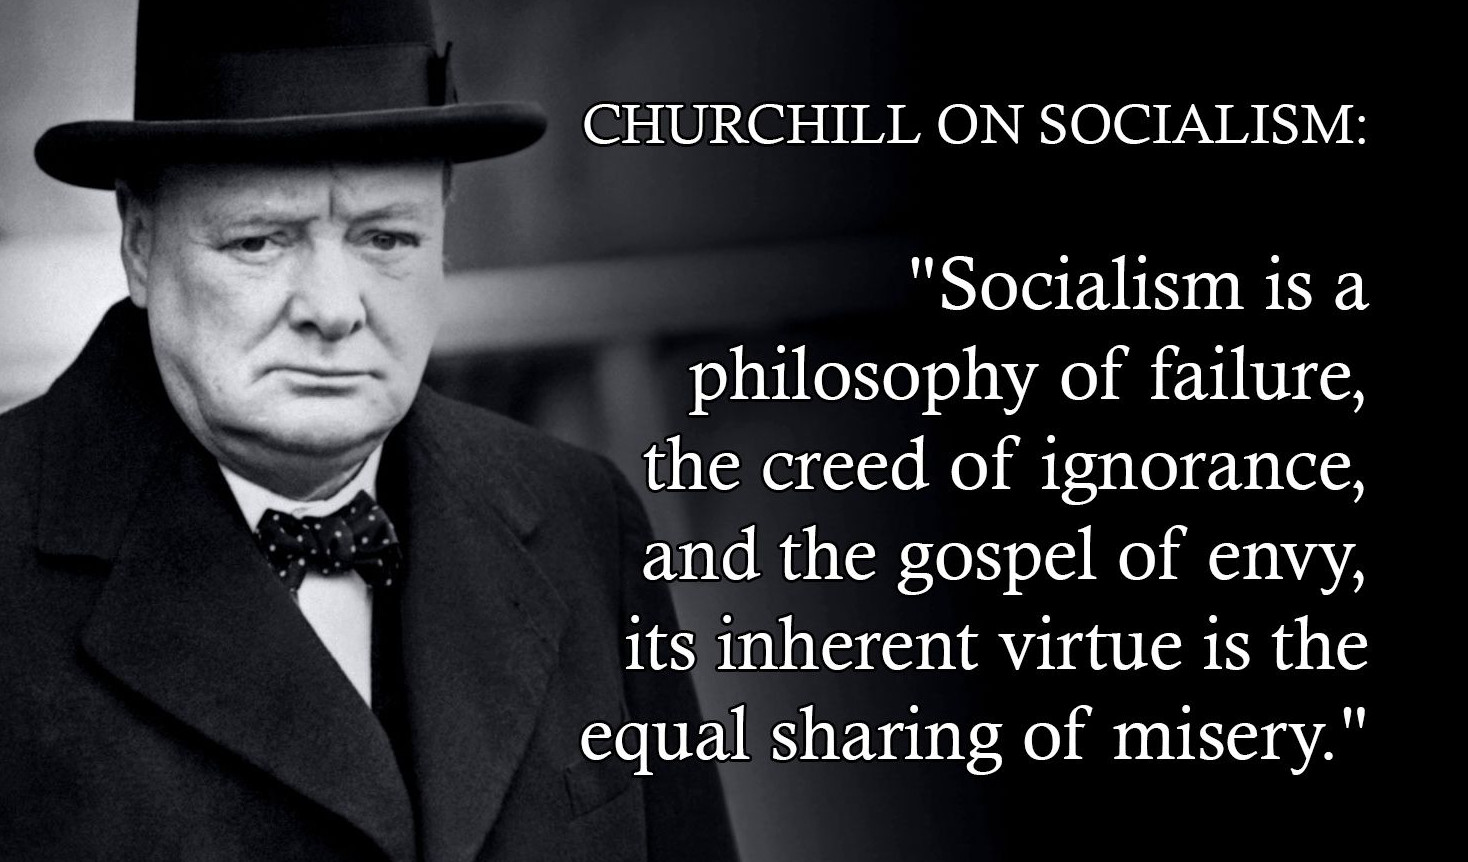 CHURCHILL ON SOCIALISM:
"Socialism is a
philosophy of failure,
the creed of ignorance,
and the gospel of envy,
its inherent virtue is the
equal sharing of misery."